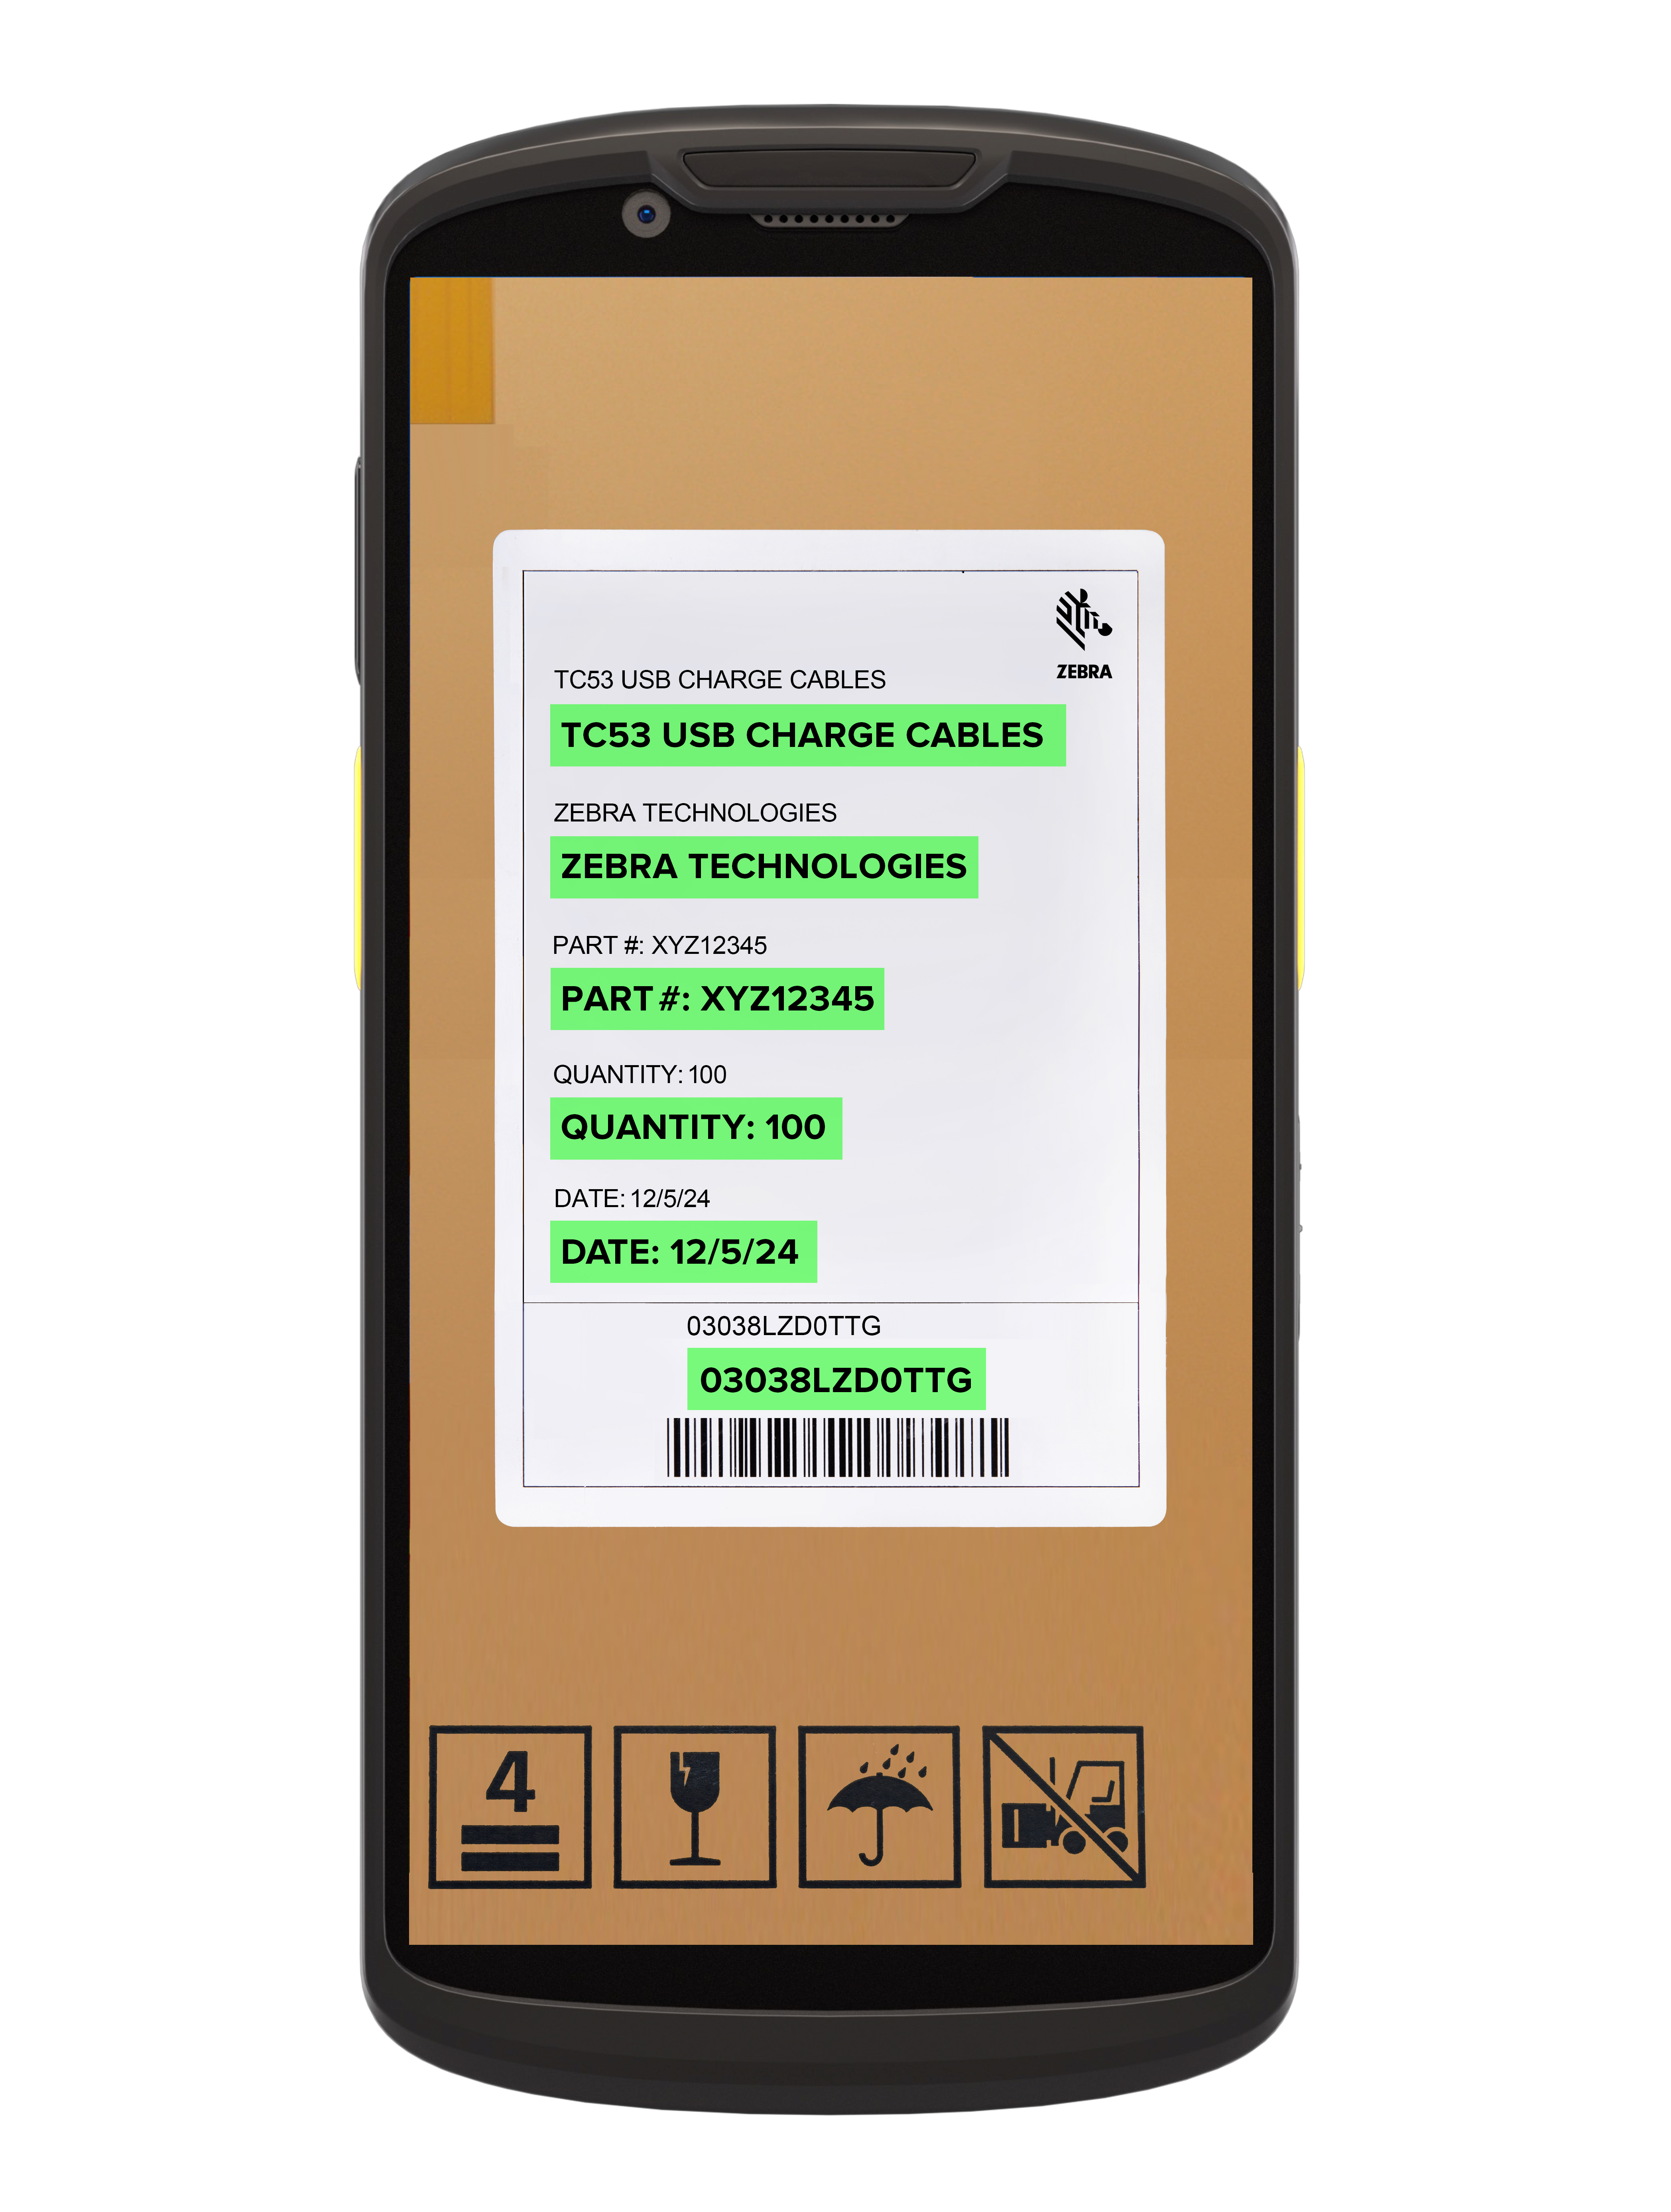 ZEBRA
TC53 USB CHARGE CABLES
TC53 USB CHARGE CABLES
ZEBRA TECHNOLOGIES
ZEBRA TECHNOLOGIES
PART #: XYZ12345
PART #: XYZ12345
QUANTITY: 100
QUANTITY: 100
DATE: 12/5/24
DATE: 12/5/24
03038LZD0TTG
03038LZD0TTG
4